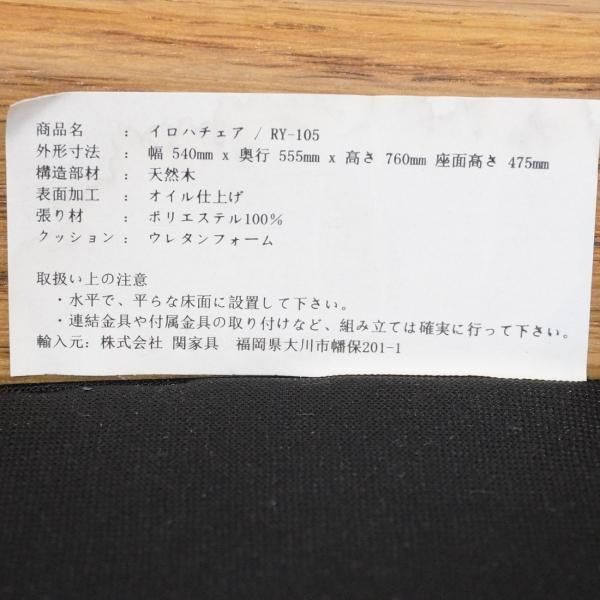 商品名　：　イロハチェア / RY-105
外形寸法　：　幅 540mm x 奥行 555mm x 高さ 760mm 座面高さ 475mm
構造部材　：　天然木
表面加工　：　オイル仕上げ
張り材　：　ポリエステル100%
クッション：　ウレタンフォーム
取扱い上の注意
・水平で、平らな床面に設置して下さい。
・連結金具や付属金具の取り付けなど、組み立ては確実に行って下さい。
輸入元：株式会社 関家具　福岡県大川市幡保201-1